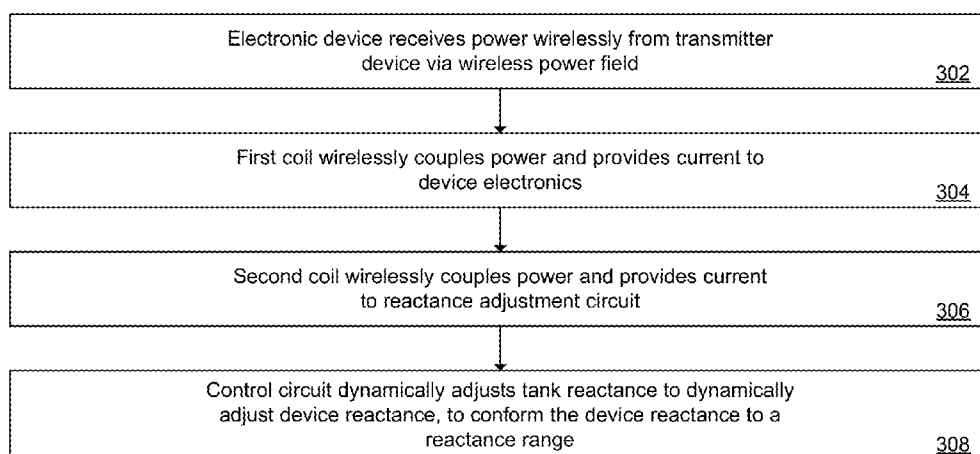 Electronic device receives power wirelessly from transmitter
device via wireless power field
302
First coil wirelessly couples power and provides current to
device electronics
304
Second coil wirelessly couples power and provides current
to reactance adjustment circuit
306
Control circuit dynamically adjusts tank reactance to dynamically
adjust device reactance, to conform the device reactance to a
reactance range
308